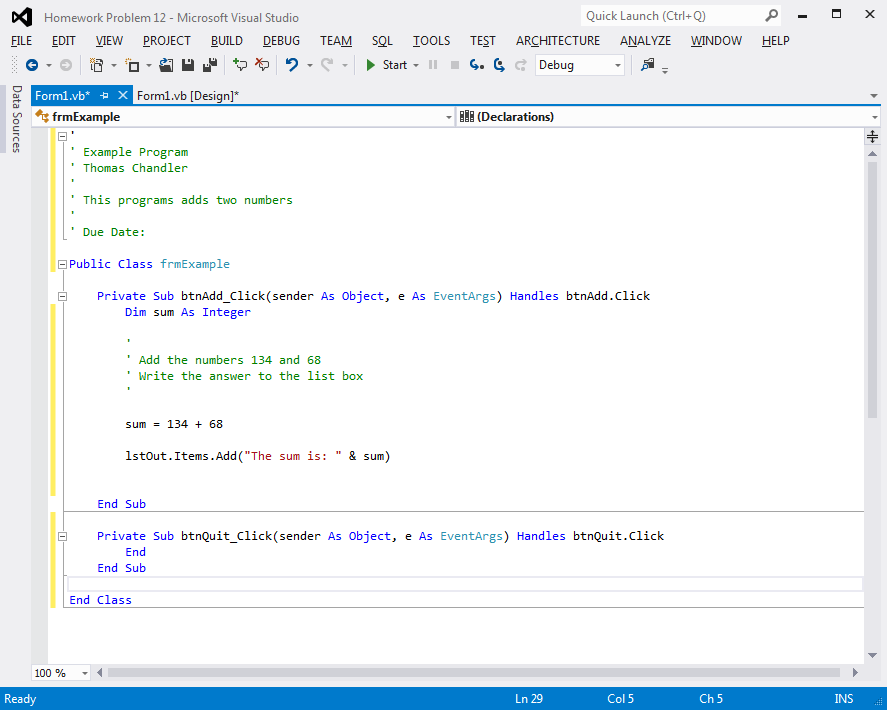 Homework Problem 12 - Microsoft Visual Studio
Quick Launch (Ctrl+Q)
FILE EDIT VIEW PROJECT BUILD DEBUG TEAM SQL TOOLS TEST ARCHITECTURE ANALYZE WINDOW HELP
Start Debug
Data Sources
Form1.vb* Form1.vb [Design]*
frmExample (Declarations)
'
' Example Program
' Thomas Chandler
'
' This programs adds two numbers
'
' Due Date:
Public Class frmExample
Private Sub btnAdd_Click(sender As Object, e As EventArgs) Handles btnAdd.Click
Dim sum As Integer
'
' Add the numbers 134 and 68
' Write the answer to the list box
'
sum = 134 + 68
lstOut.Items.Add("The sum is: " & sum)
End Sub
Private Sub btnQuit_Click(sender As Object, e As EventArgs) Handles btnQuit.Click
End
End Sub
End Class
100 %
Ready Ln 29 Col 5 Ch 5 INS